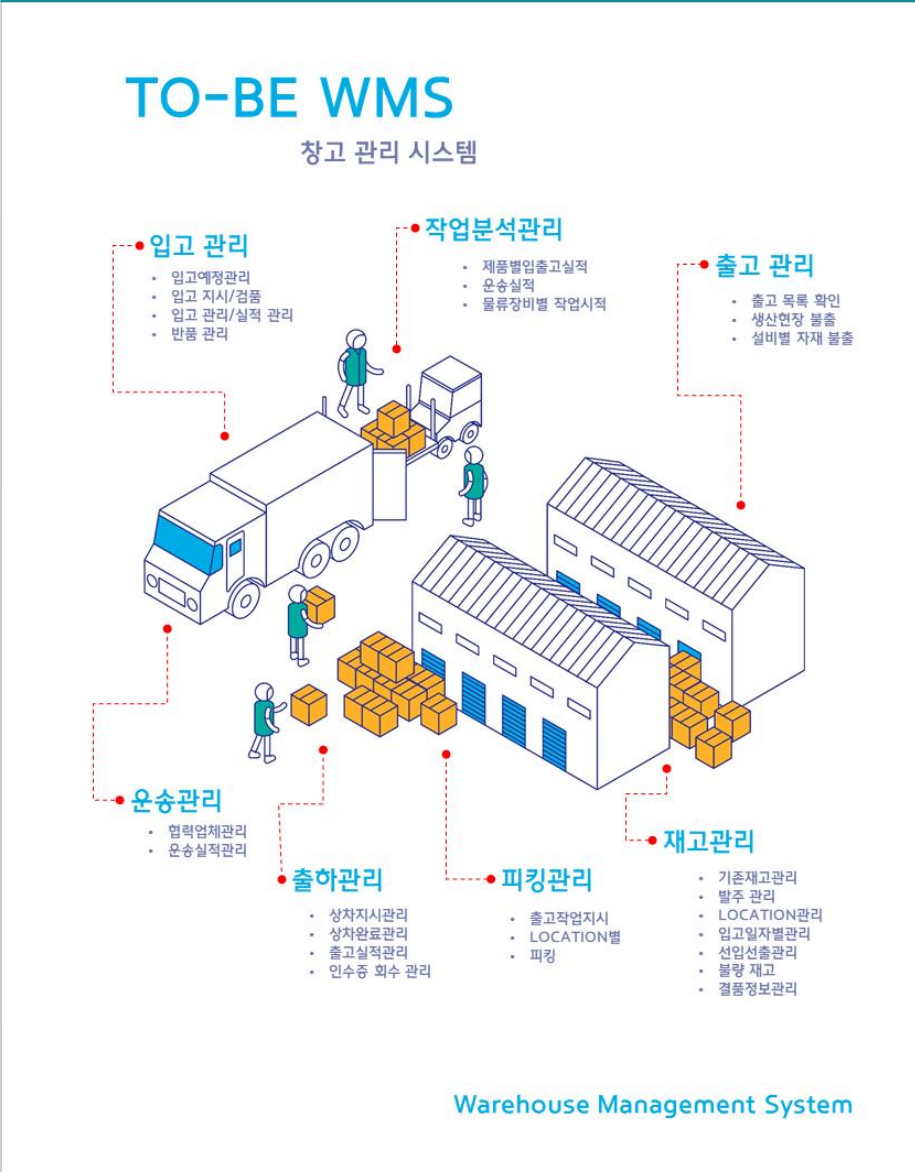 TO-BE WMS
창고 관리 시스템
입고 관리
• 입고예정관리
• 입고 지시/검품
• 입고 관리/실적 관리
• 반품 관리
작업분석관리
• 제품별입출고실적
• 운송실적
• 물류장비별 작업시적
출고 관리
• 출고 목록 확인
• 생산현장 불출
• 설비별 자재 불출
운송관리
• 협력업체관리
• 운송실적관리
출하관리
• 상차지시관리
• 상차완료관리
• 출고실적관리
• 인수증 회수 관리
피킹관리
• 출고작업지시
• LOCATION별
• 피킹
재고관리
• 기존재고관리
• 발주 관리
• LOCATION관리
• 입고일자별관리
• 선입선출관리
• 불량 재고
• 결품정보관리
Warehouse Management System